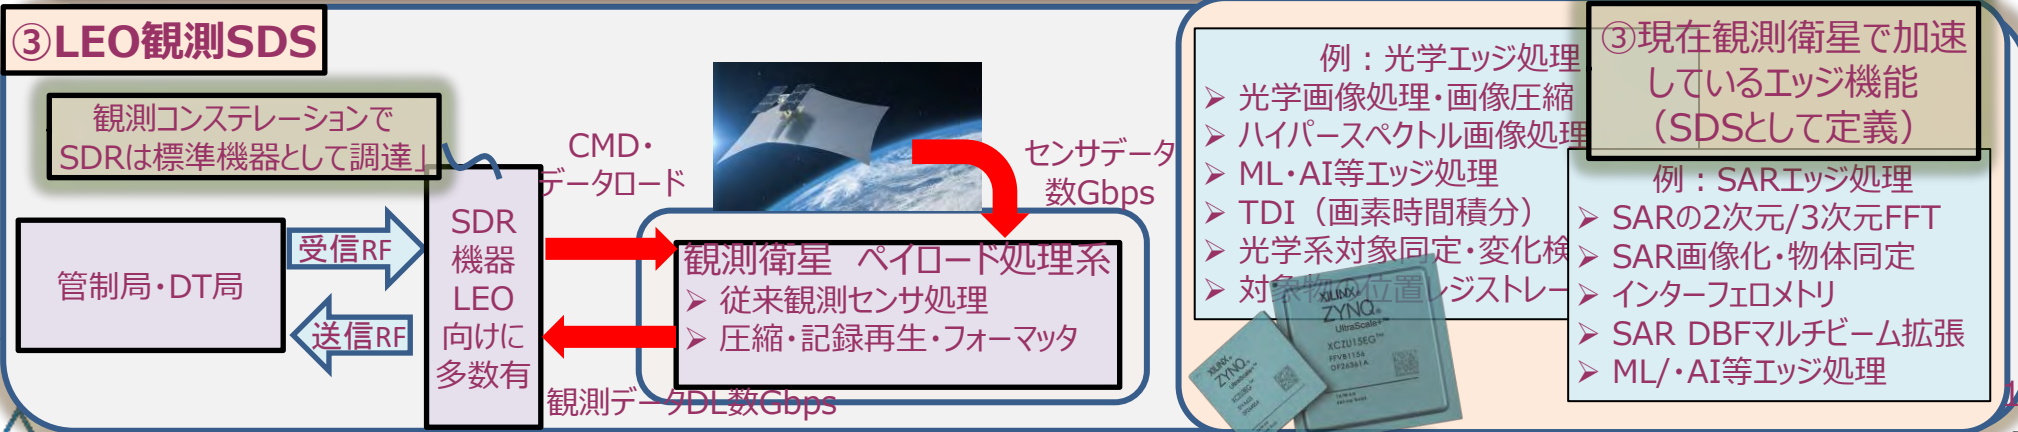 ③LEO観測SDS
観測コンステレーションで
SDRは標準機器として調達」
管制局・DT局
受信RF
送信RF
SDR
機器
LEO
向けに
多数有
CMD・
データロード
センサデータ
数Gbps
観測衛星 ペイロード処理系
➢ 従来観測センサ処理
➢ 圧縮・記録再生・フォーマッタ
観測データDL数Gbps
例:光学エッジ処理
➢ 光学画像処理・画像圧縮
➢ ハイパースペクトル画像処理
➢ ML・AI等エッジ処理
➢ TDI(画素時間積分)
➢ 光学系対象同定・変化検
➢ 対象物の位置レジストレー
③現在観測衛星で加速
しているエッジ機能
(SDSとして定義)
例:SARエッジ処理
➢ SARの2次元/3次元FFT
➢ SAR画像化・物体同定
➢ インターフェロメトリ
➢ SAR DBFマルチビーム拡張
➢ ML/・AI等エッジ処理
XILINX
ZYNQ
UltraScale+
XCZU15EG
FFVB1156
XILINX
ZYNQ
1